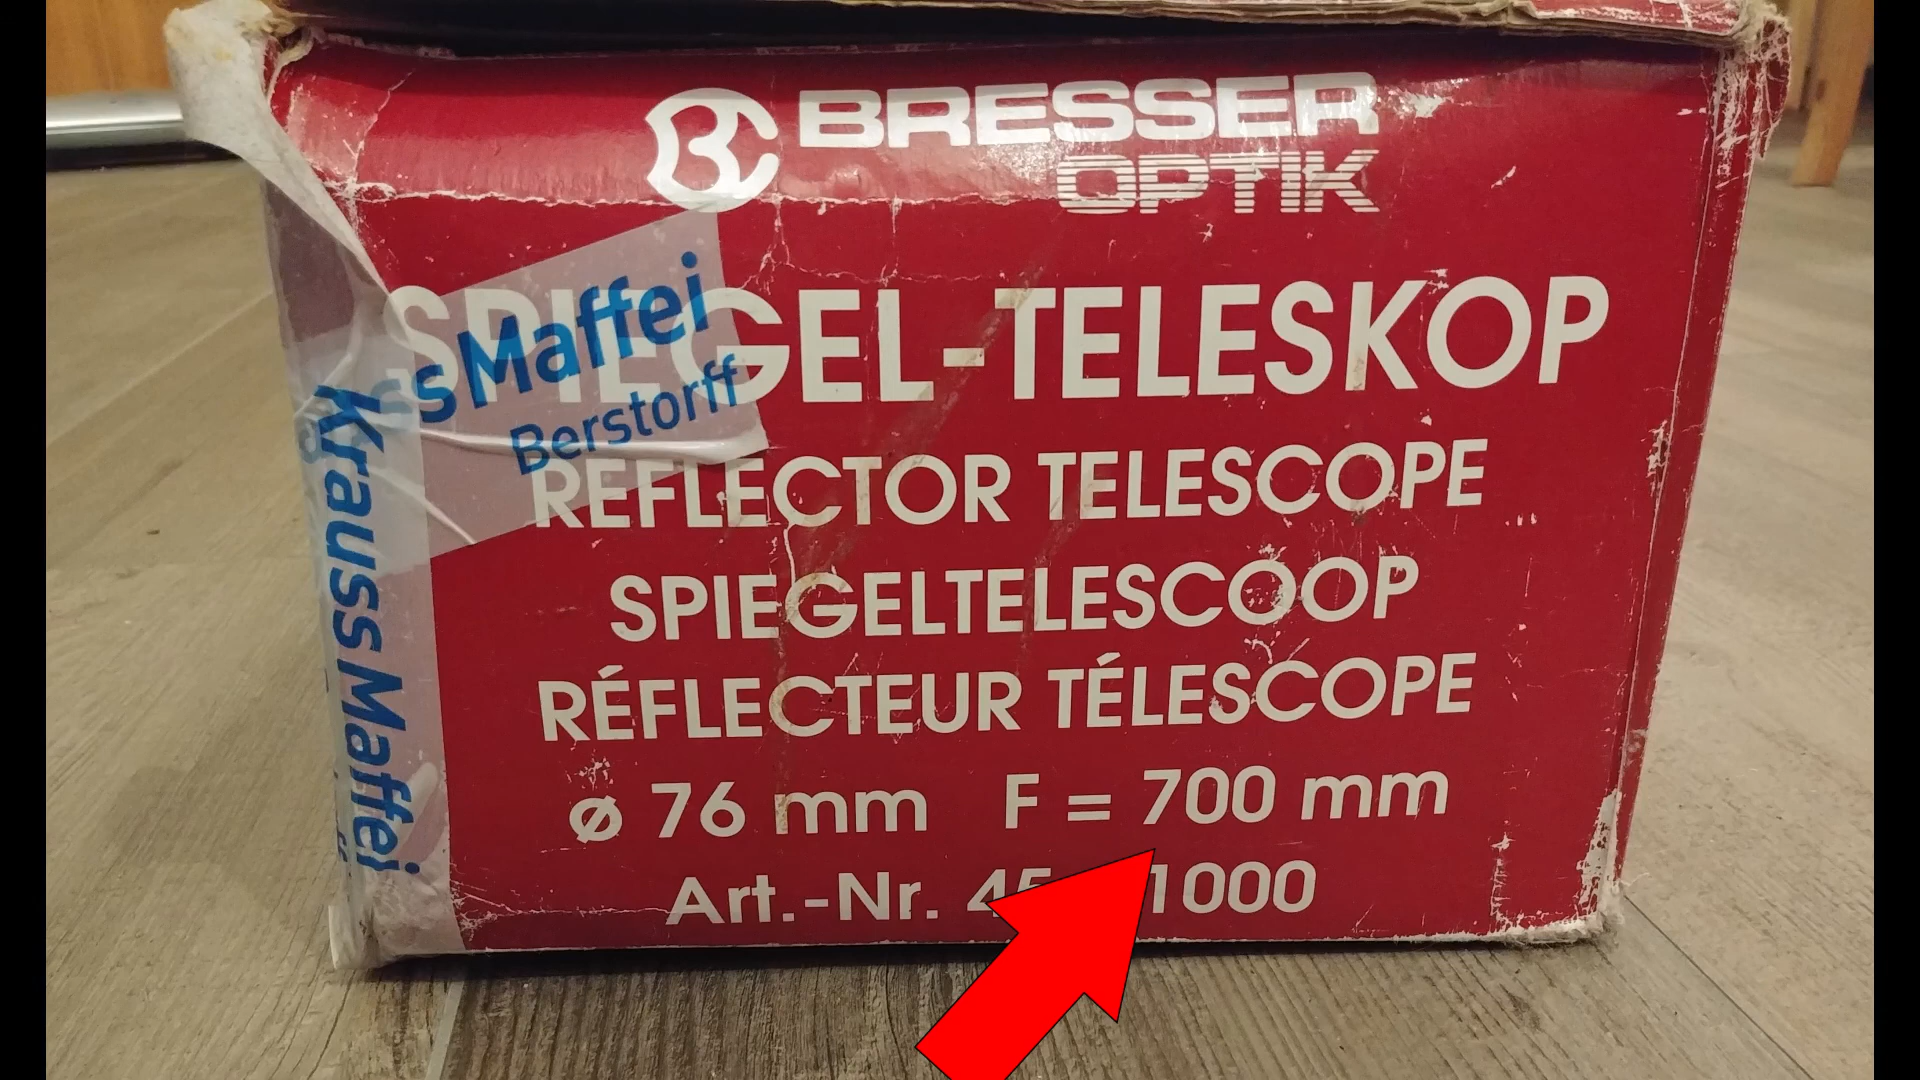 BRESSER
OPTIK
SPIEGEL-TELESKOP
REFLECTOR TELESCOPE
SPIEGELTELESCOOP
RÉFLECTEUR TÉLESCOPE
ø 76 mm F = 700 mm
Art.-Nr. 1000
Maffei
Berstorff
Krauss Maffei